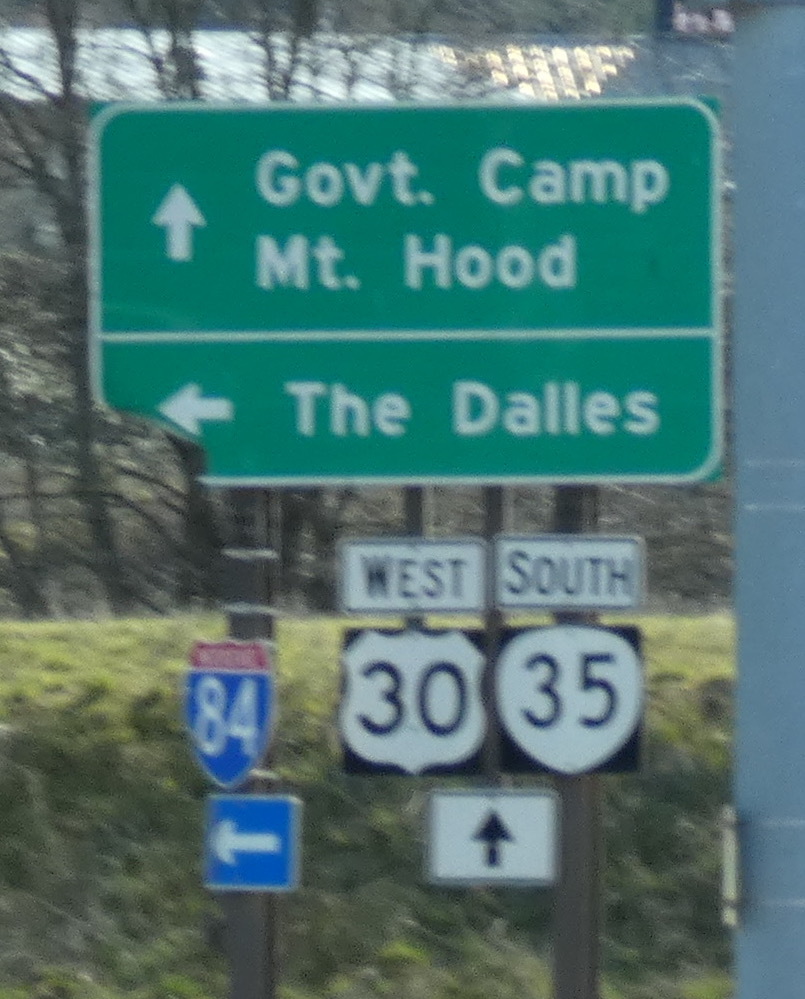 Govt. Camp
Mt. Hood
The Dalles
WEST SOUTH
84 30 35